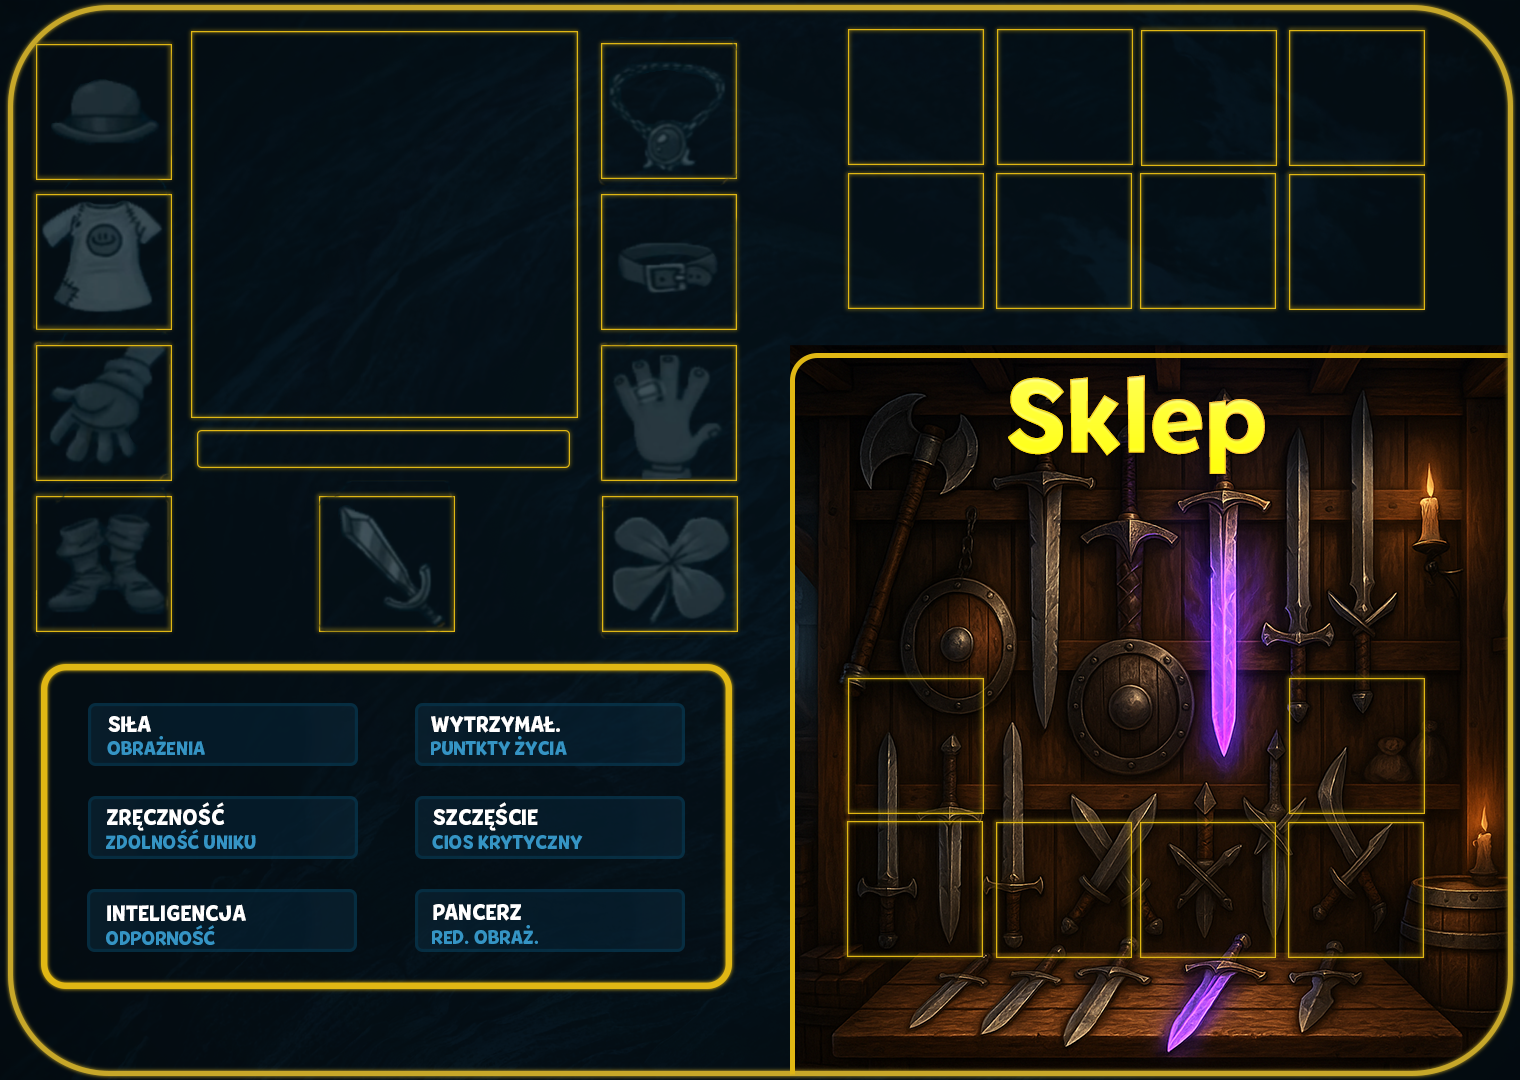 Sklep
SIŁA
OBRAŻENIA
WYTRZYMAŁ.
PUNTKTY ŻYCIA
ZRĘCZNOŚĆ
ZDOLNOŚĆ UNIKU
SZCZĘŚCIE
CIOS KRYTYCZNY
INTELIGENCJA
ODPORNOŚĆ
PANCERZ
RED. OBRAŻ.